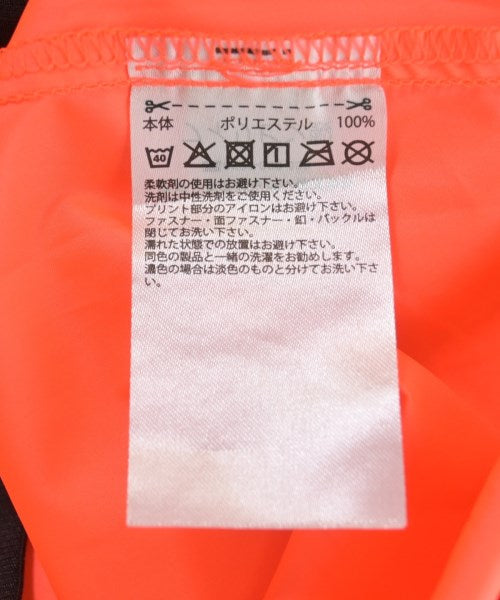 本体 ポリエステル 100%
40
柔軟剤の使用はお避け下さい。
洗剤は中性洗剤をご使用ください。
プリント部分のアイロンはお避け下さい。
ファスナー・面ファスナー・釦・バックルは
閉じてお洗い下さい。
濡れた状態での放置はお避け下さい。
同色の製品と一緒の洗濯をお勧めします。
濃色の場合は淡色のものと分けてお洗い下さ
い。